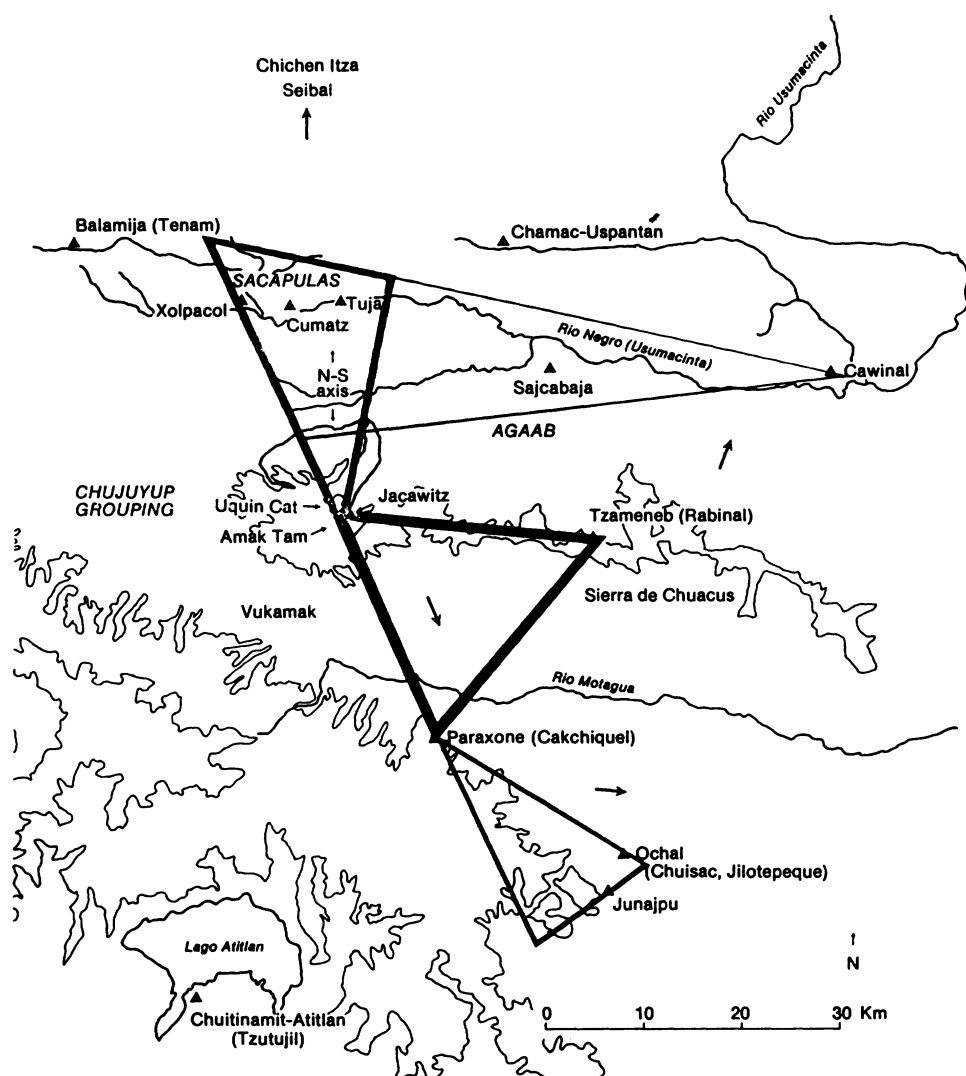 Chichen Itza
Seibal
Rio Usumacinta
Balamija (Tenam)
Chamac-Uspantan
SACAPULAS
Xolpacol
Tuja
Cumatz
Rio Negro (Usumacinta)
N-S
axis
Sajcabaja
Cawinal
AGAAB
CHUJUYUP
GROUPING
Uquin Cat
Jacawitz
Amak Tam
Tzameneb (Rabinal)
Sierra de Chuacus
Vukamak
Rio Motagua
Paraxone (Cakchiquel)
Ochal
(Chuisac, Jilotepeque)
Junajpu
Lago Atitlan
N
Chuitinamit-Atitlan
(Tzutujil)
0 10 20 30 Km